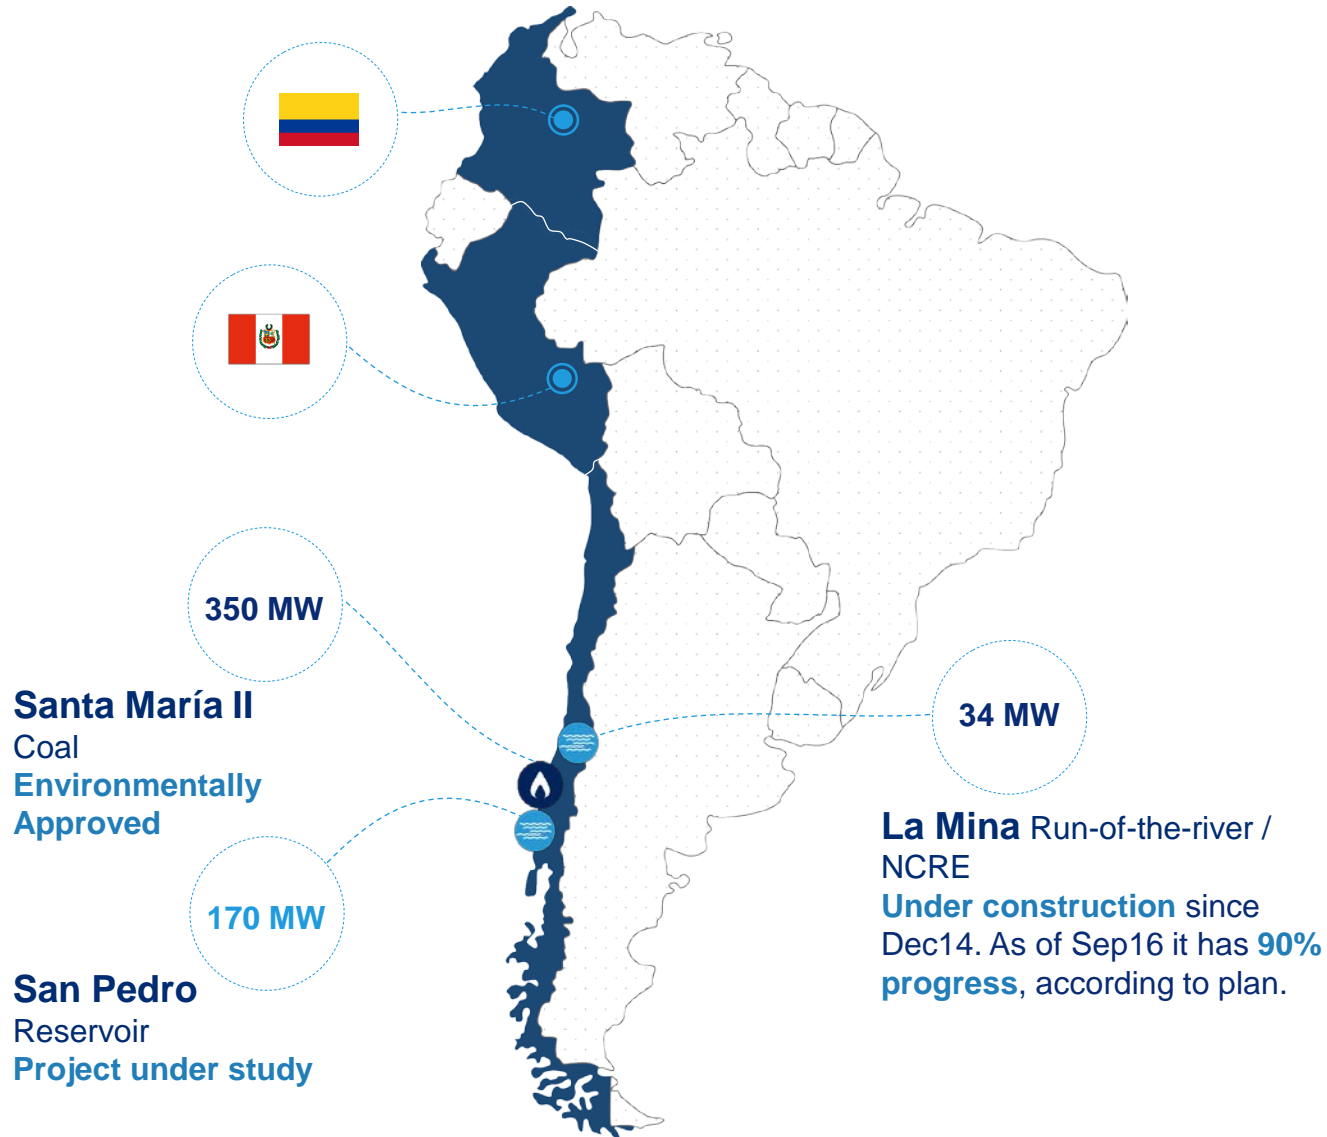 350 MW
Santa María II
Coal
Environmentally
Approved
170 MW
San Pedro
Reservoir
Project under study
34 MW
La Mina Run-of-the-river /
NCRE
Under construction since
Dec14. As of Sep16 it has 90%
progress, according to plan.